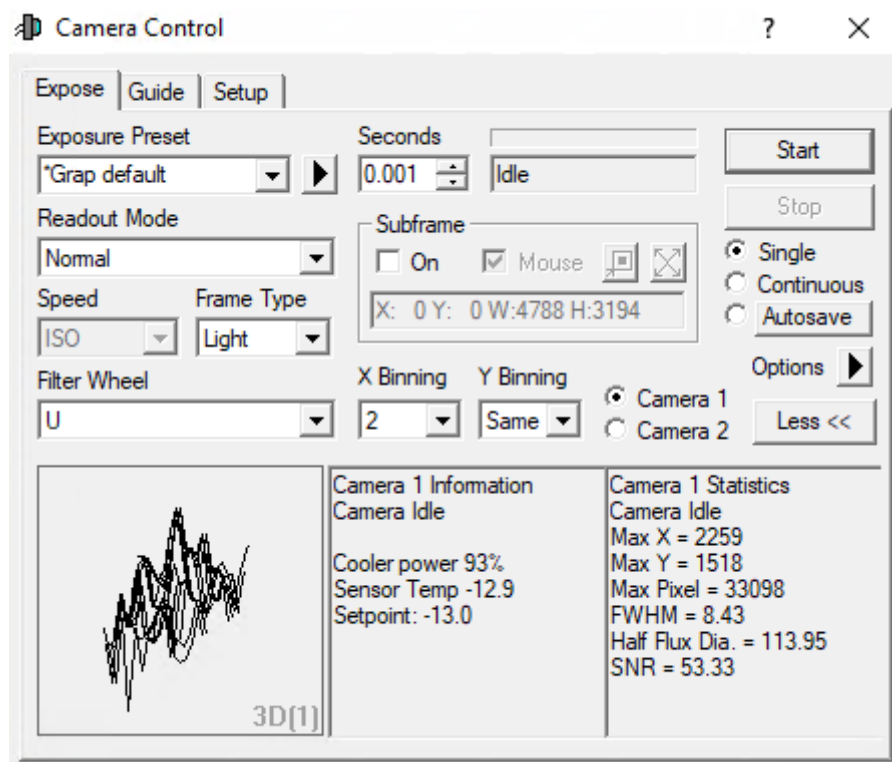 Camera Control ? ×
Expose Guide Setup
Exposure Preset
*Grap default
Seconds
0.001
Idle
Start
Stop
Readout Mode
Normal
Subframe
On Mouse
X: 0 Y: 0 W:4788 H:3194
Single
Continuous
Autosave
Speed Frame Type
ISO Light
Options
Filter Wheel
U
X Binning Y Binning
2 Same
Camera 1
Camera 2
Less <<
3D(1)
Camera 1 Information
Camera Idle
Cooler power 93%
Sensor Temp -12.9
Setpoint: -13.0
Camera 1 Statistics
Camera Idle
Max X = 2259
Max Y = 1518
Max Pixel = 33098
FWHM = 8.43
Half Flux Dia. = 113.95
SNR = 53.33